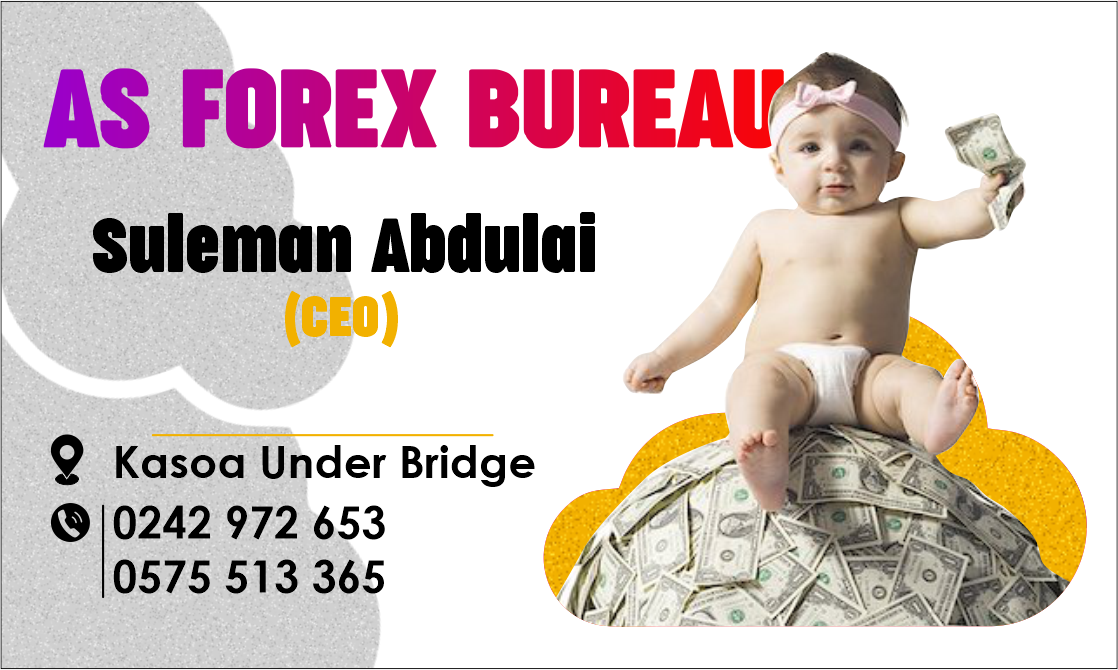 AS FOREX BUREAU
Suleman Abdulai
(CEO)
Kasoa Under Bridge
0242 972 653
0575 513 365